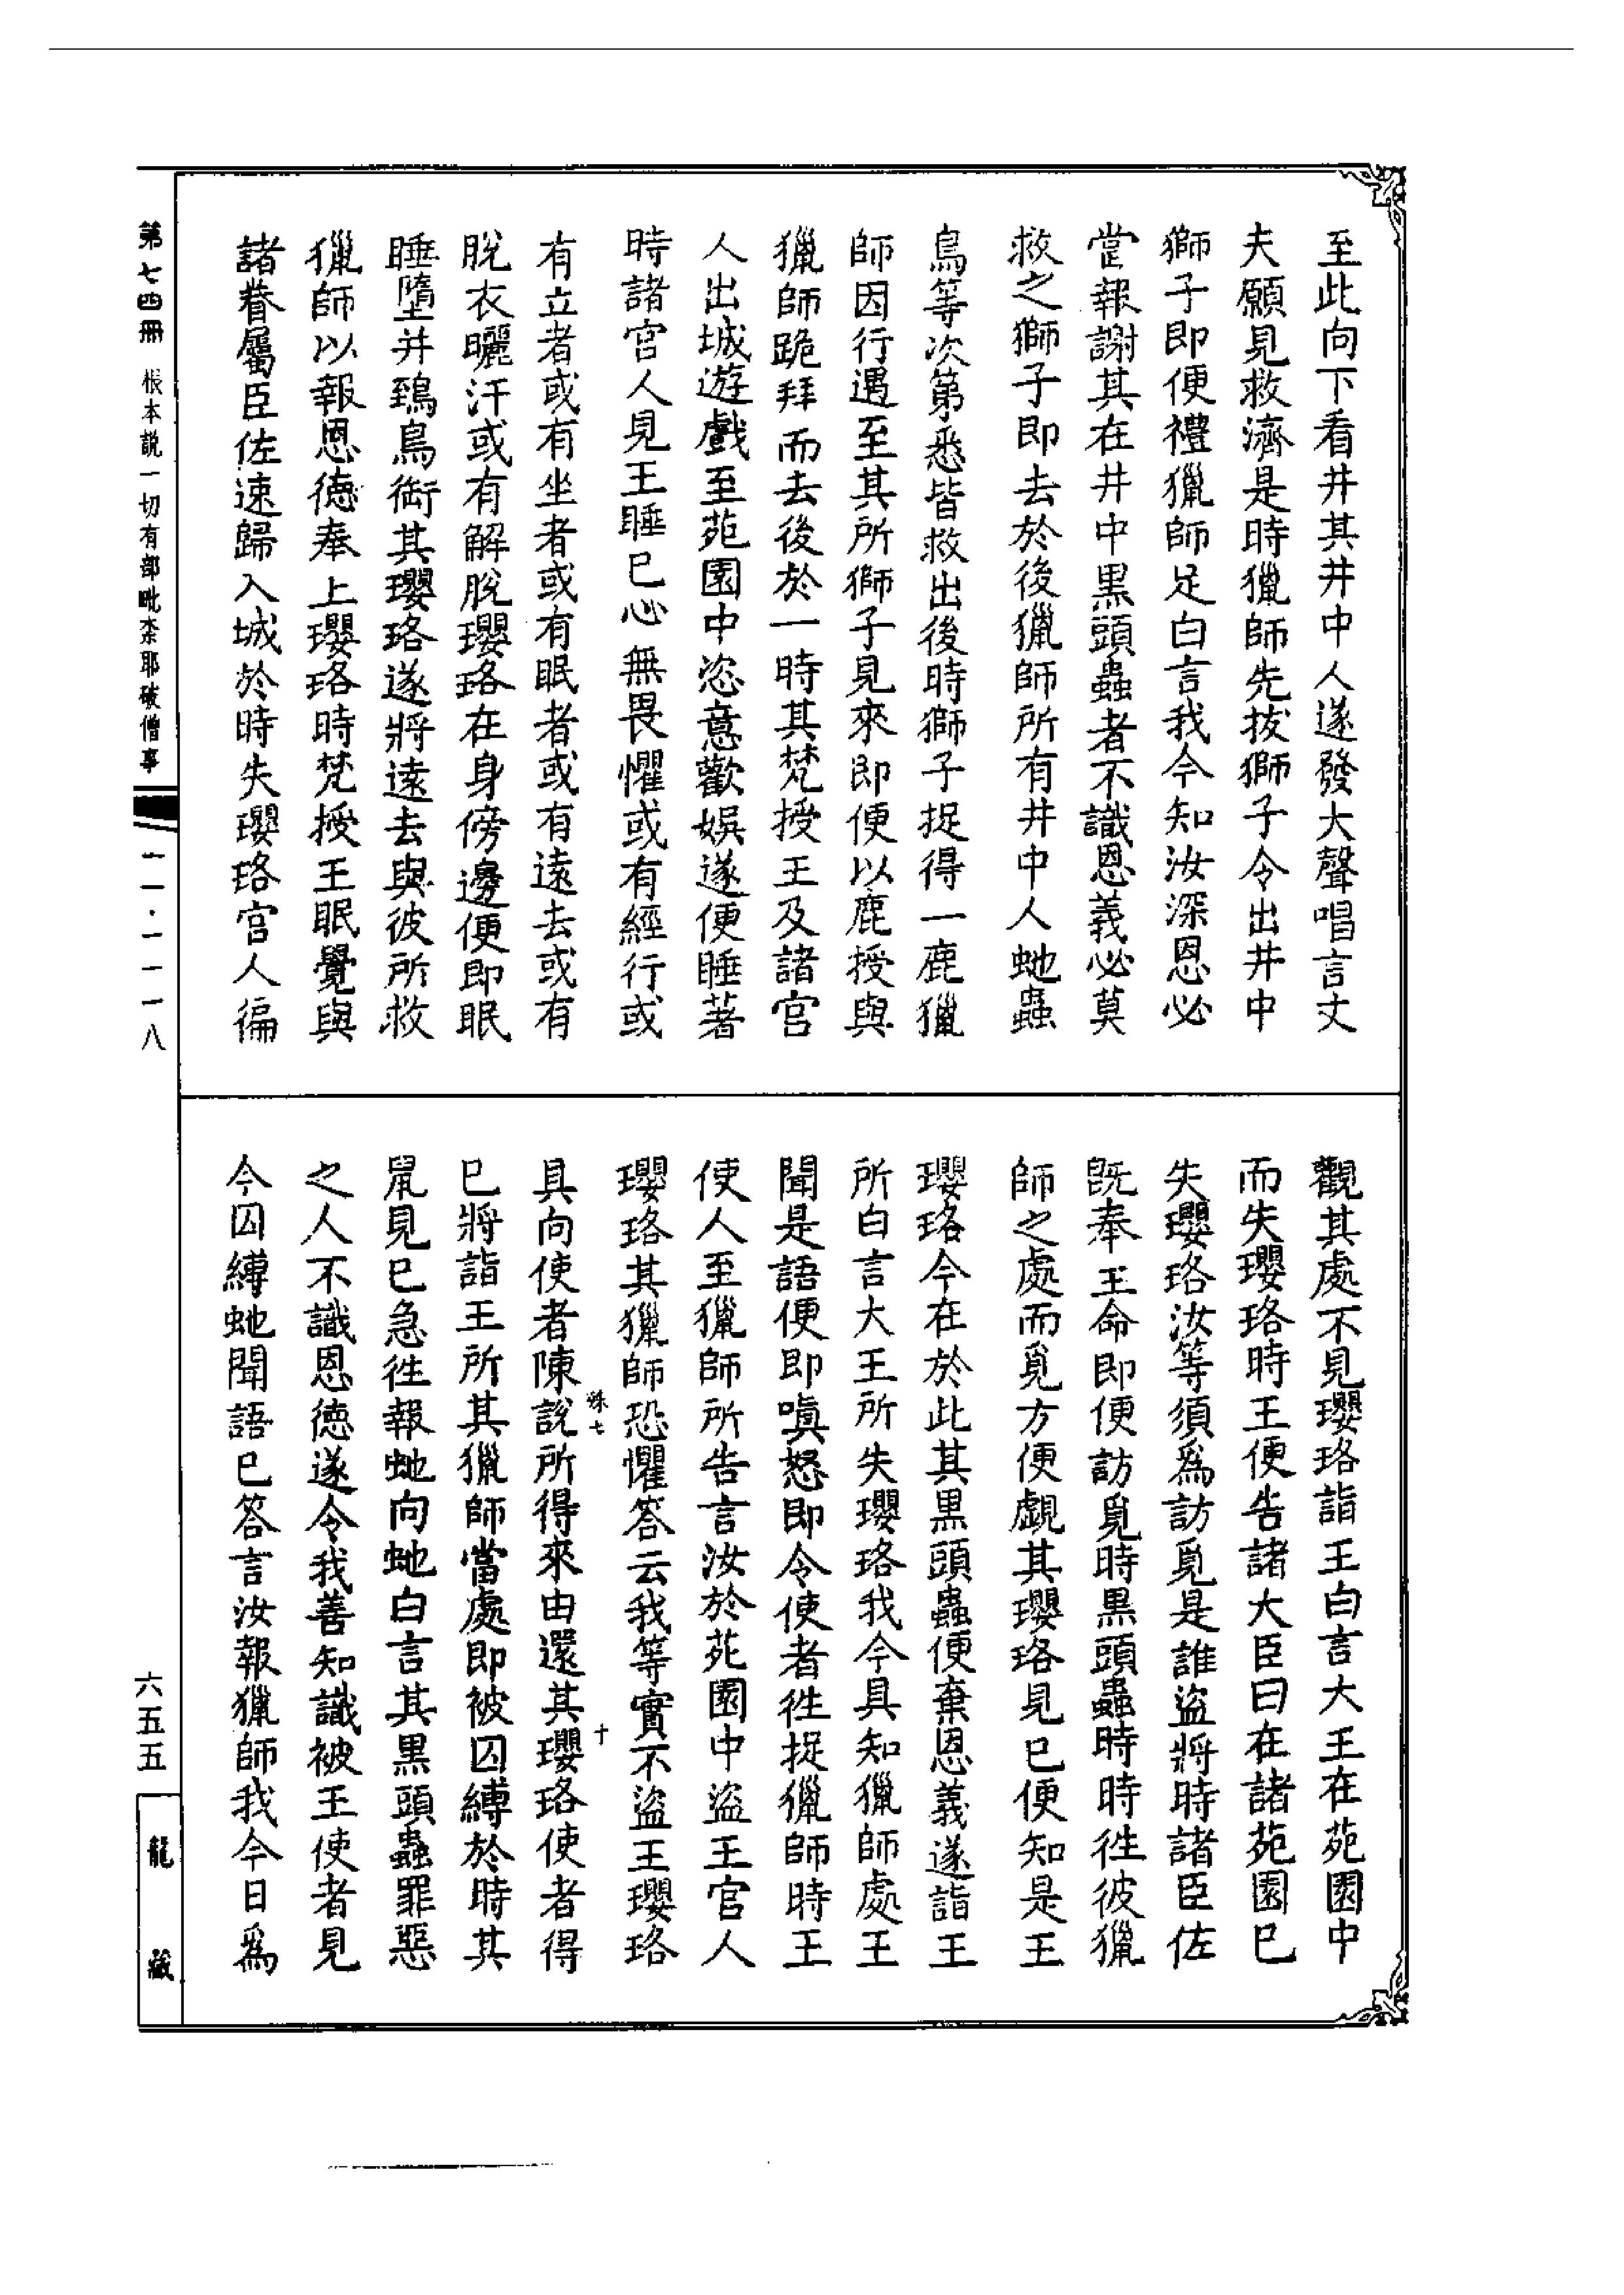 至此向下看井其井中人遂發大聲唱言丈
夫願見救濟是時獵師先拔獅子令出井中
獅子即便禮獵師足白言我今知汝深恩必
當報謝其在井中黑頭蟲者不識恩義必莫
救之獅子即去於後獵師所有井中人虵蟲
鳥等次第悉皆救出後時獅子捉得一鹿獵
師因行遇至其所獅子見來即便以鹿授與
獵師跪拜而去後於一時其梵授王及諸宮
人出城遊戲至苑園中恣意歡娛遂便睡著
時諸宮人見王睡已心無畏懼或有經行或
有立者或有坐者或有眠者或有遠去或有
脫衣曬汗或有解脫瓔珞在身傍邊便即眠
睡墮井鵄鳥銜其瓔珞遂將遠去與彼所救
獵師以報恩德奉上瓔珞時梵授王眠覺與
諸眷屬臣佐速歸入城於時失瓔珞宮人徧
觀其處不見瓔珞詣王白言大王在苑園中
而失瓔珞時王便告諸大臣曰在諸苑園已
失瓔珞汝等須為訪覓是誰盜將時諸臣佐
既奉王命即便訪覓時黑頭蟲時時往彼獵
師之處而覓方便覰其瓔珞見已便知是王
瓔珞今在於此其黑頭蟲便棄恩義遂詣王
所白言大王所失瓔珞我今具知獵師處王
聞是語便即嗔怒即令使者往捉獵師時王
使人至獵師所告言汝於苑園中盜王宮人
瓔珞其獵師恐懼答云我等實不盜王瓔珞
具向使者陳說所得來由還其瓔珞使者得
已將詣王所其獵師當處即被囚縛於時其
鼠見已急往報虵向虵白言其黑頭蟲罪惡
之人不識恩德遂令我善知識被王使者見
今囚縛虵聞語已答言汝報獵師我今日為
殊七
十
第七四冊 根本說一切有部毗奈耶破僧事
一一·一一一八
六五五
龍藏